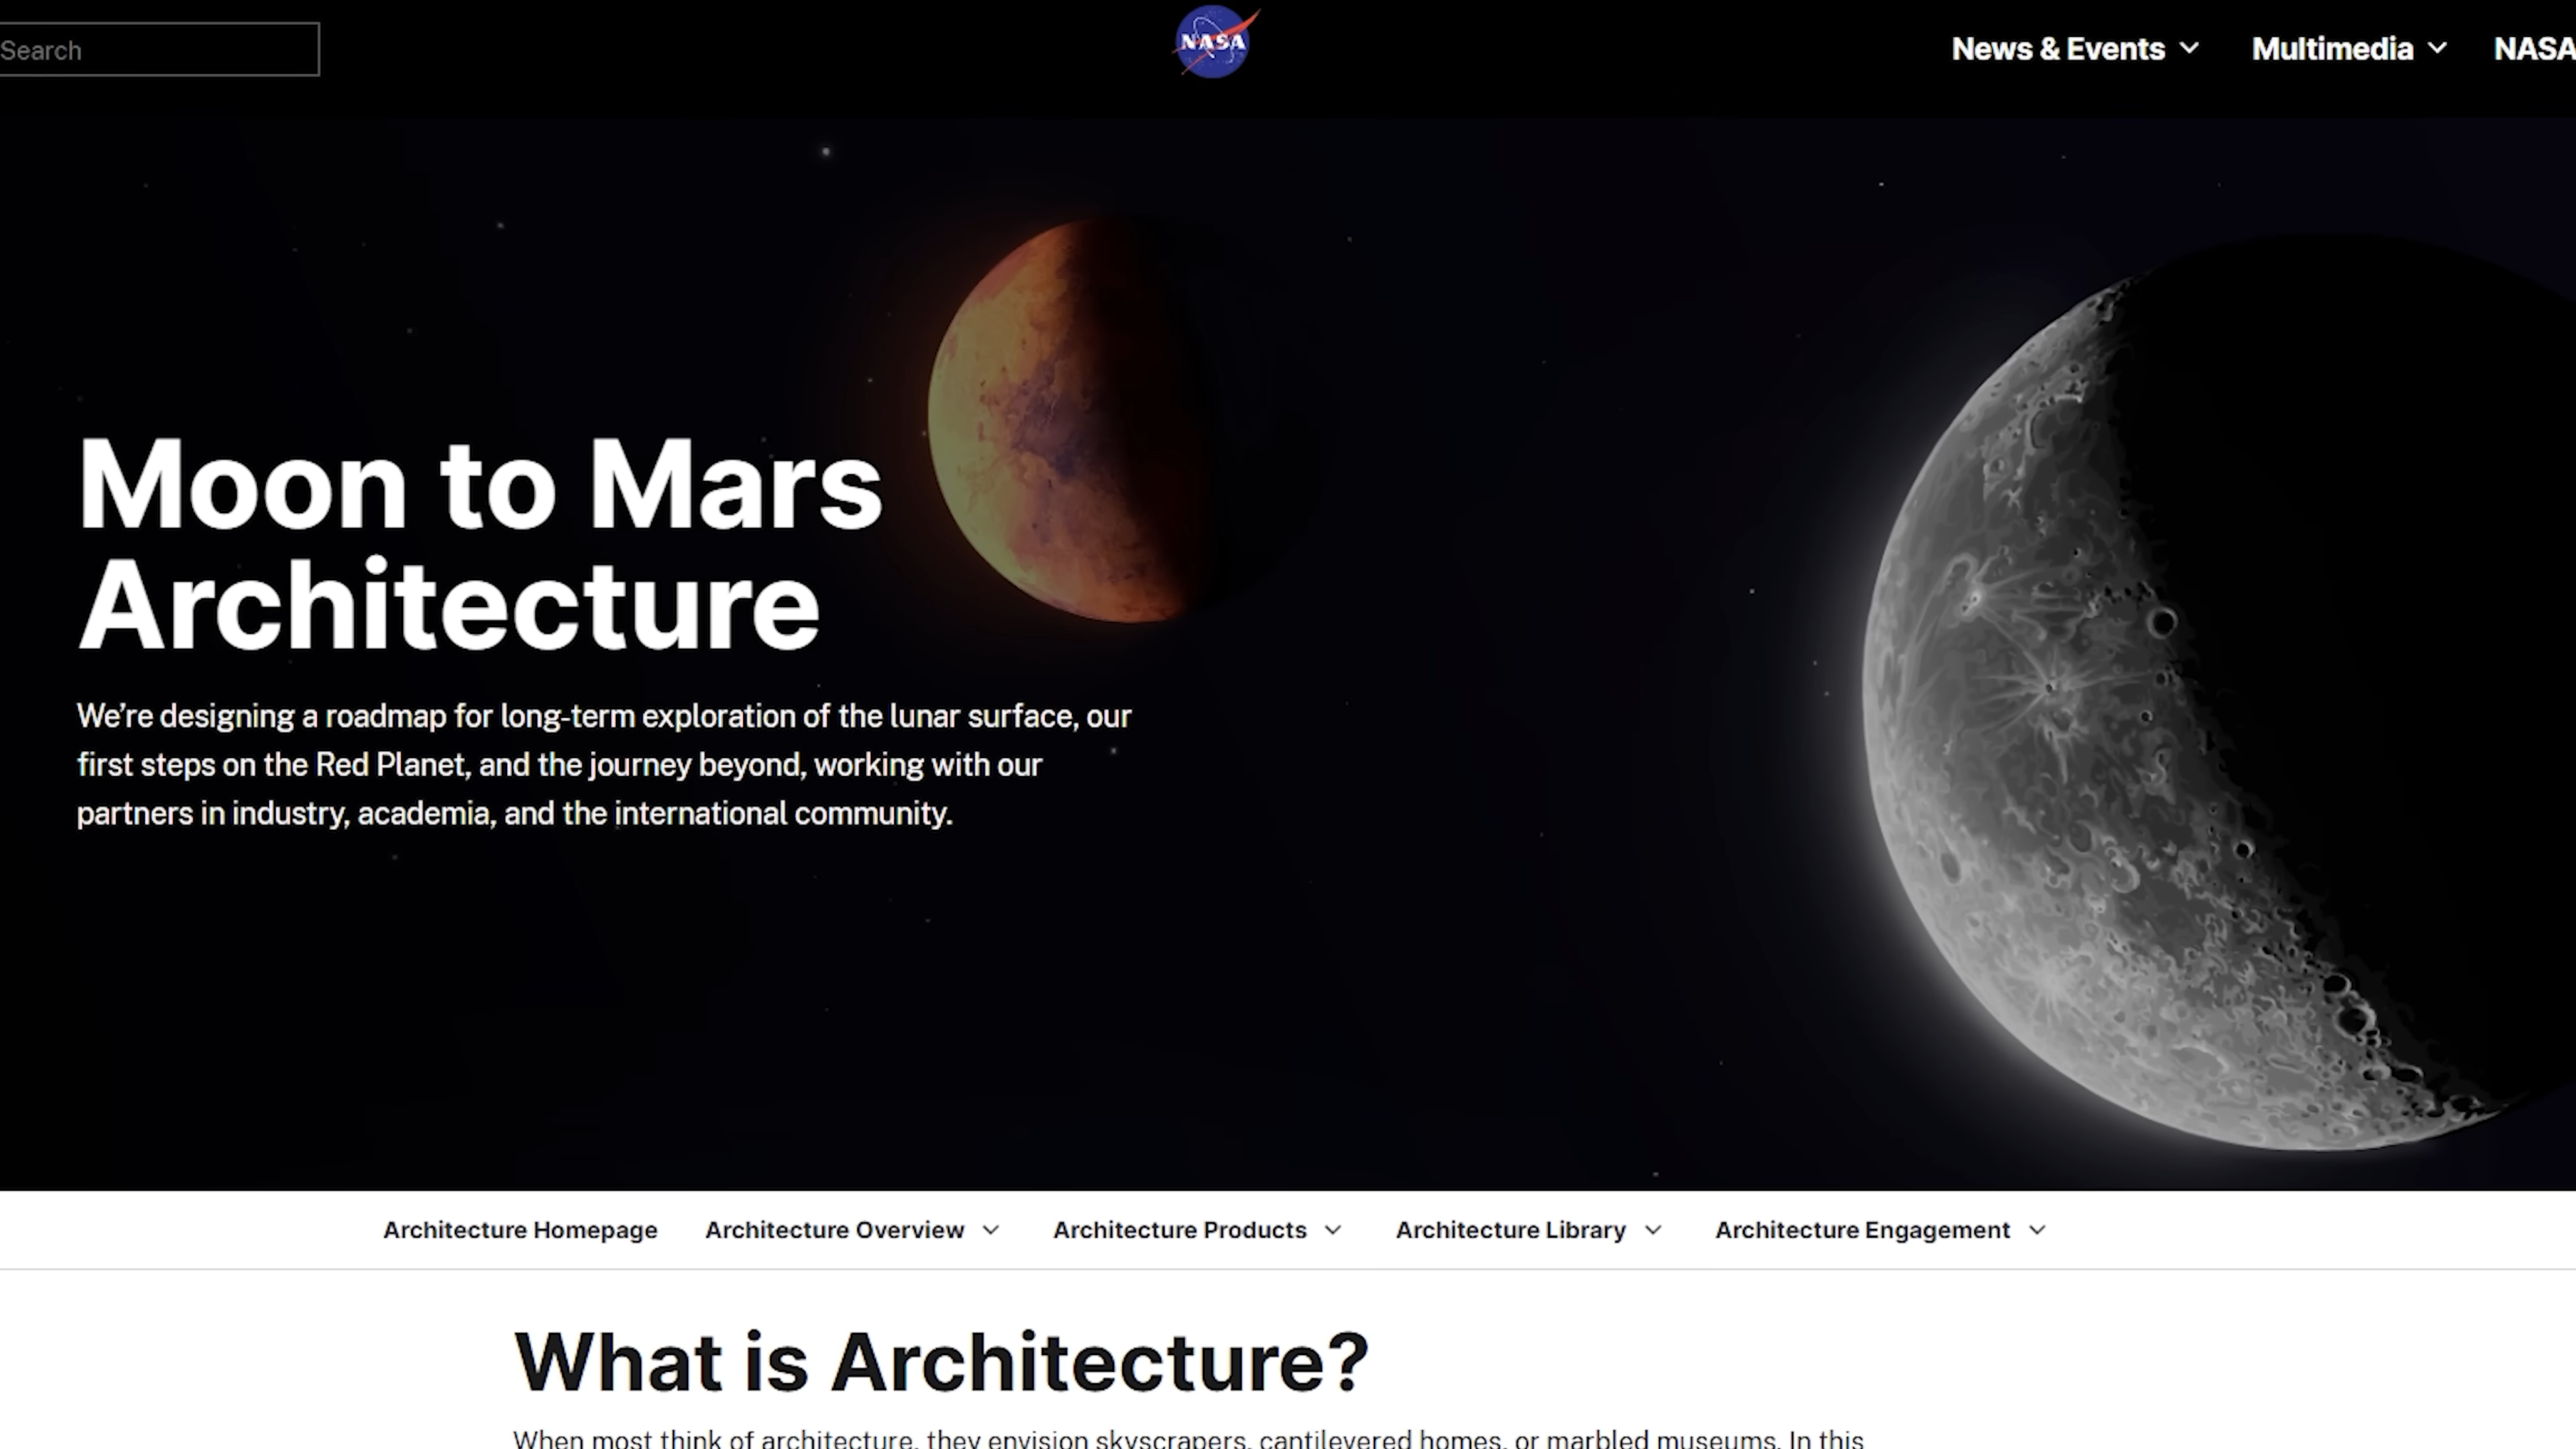 Search
NASA
News & Events
Multimedia
NASA
Moon to Mars
Architecture
We're designing a roadmap for long-term exploration of the lunar surface, our
first steps on the Red Planet, and the journey beyond, working with our
partners in industry, academia, and the international community.
Architecture Homepage
Architecture Overview
Architecture Products
Architecture Library
Architecture Engagement
What is Architecture?
When most think of architecture, they envision skyscrapers, cantilevered homes, or marbled museums. In this